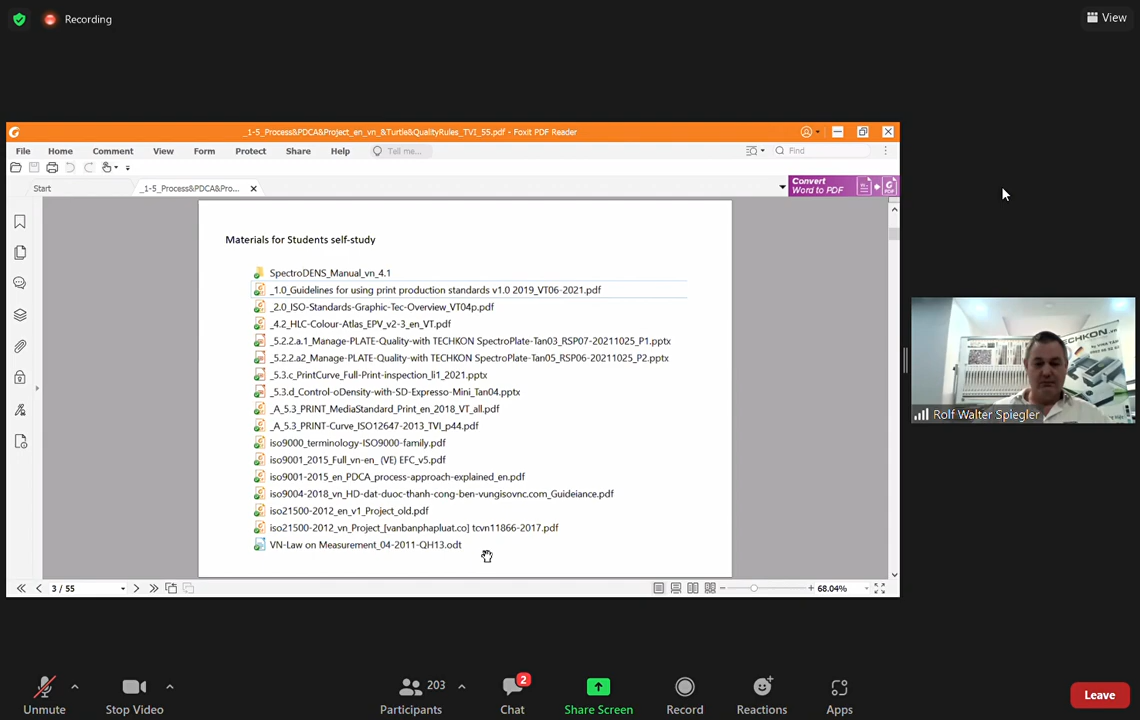 Recording
View
_1-5_Process&PDCA&Project_en_vn_&Turtle&QualityRules_TVI_55.pdf - Foxit PDF Reader
File Home Comment View Form Protect Share Help Tell me... Find
Start _1-5_Process&PDCA&Pro...
Convert
Word to PDF
PDF
Materials for Students self-study
SpectroDENS_Manual_vn_4.1
_1.0_Guidelines for using print production standards v1.0 2019_VT06-2021.pdf
_2.0_ISO-Standards-Graphic-Tec-Overview_VT04p.pdf
_4.2_HLC-Colour-Atlas_EPV_v2-3_en_VT.pdf
_5.2.2.a.1_Manage-PLATE-Quality-with TECHKON SpectroPlate-Tan03_RSP07-20211025_P1.pptx
_5.2.2.a2_Manage-PLATE-Quality-with TECHKON SpectroPlate-Tan05_RSP06-20211025_P2.pptx
_5.3.c_PrintCurve_Full-Print-inspection_li1_2021.pptx
_5.3.d_Control-oDensity-with-SD-Expresso-Mini_Tan04.pptx
_A_5.3_PRINT_MediaStandard_Print_en_2018_VT_all.pdf
_A_5.3_PRINT-Curve_ISO12647-2013_TVI_p44.pdf
iso9000_terminology-ISO9000-family.pdf
iso9001_2015_Full_vn-en_ (VE) EFC_v5.pdf
iso9001-2015_en_PDCA_process-approach-explained_en.pdf
iso9004-2018_vn_HD-dat-duoc-thanh-cong-ben-vungisovnc.com_Guideiance.pdf
iso21500-2012_en_v1_Project_old.pdf
iso21500-2012_vn_Project_[vanbanphapluat.co] tcvn11866-2017.pdf
VN-Law on Measurement_04-2011-QH13.odt
3 / 55
68.04%
TECHKON
Rolf Walter Spiegler
Unmute Stop Video Participants 203 Chat 2 Share Screen Record Reactions Apps Leave